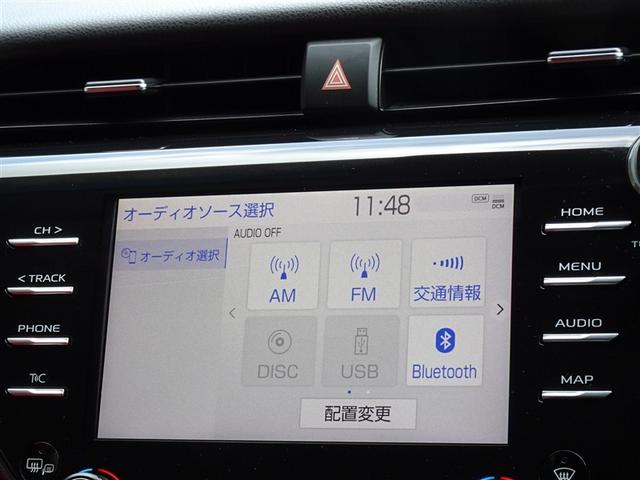 オーディオソース選択 11:48 DCM DCM
オーディオ選択
AUDIO OFF
AM FM 交通情報
DISC USB Bluetooth
配置変更
CH >
< TRACK
PHONE
T\C
HOME
MENU
AUDIO
MAP